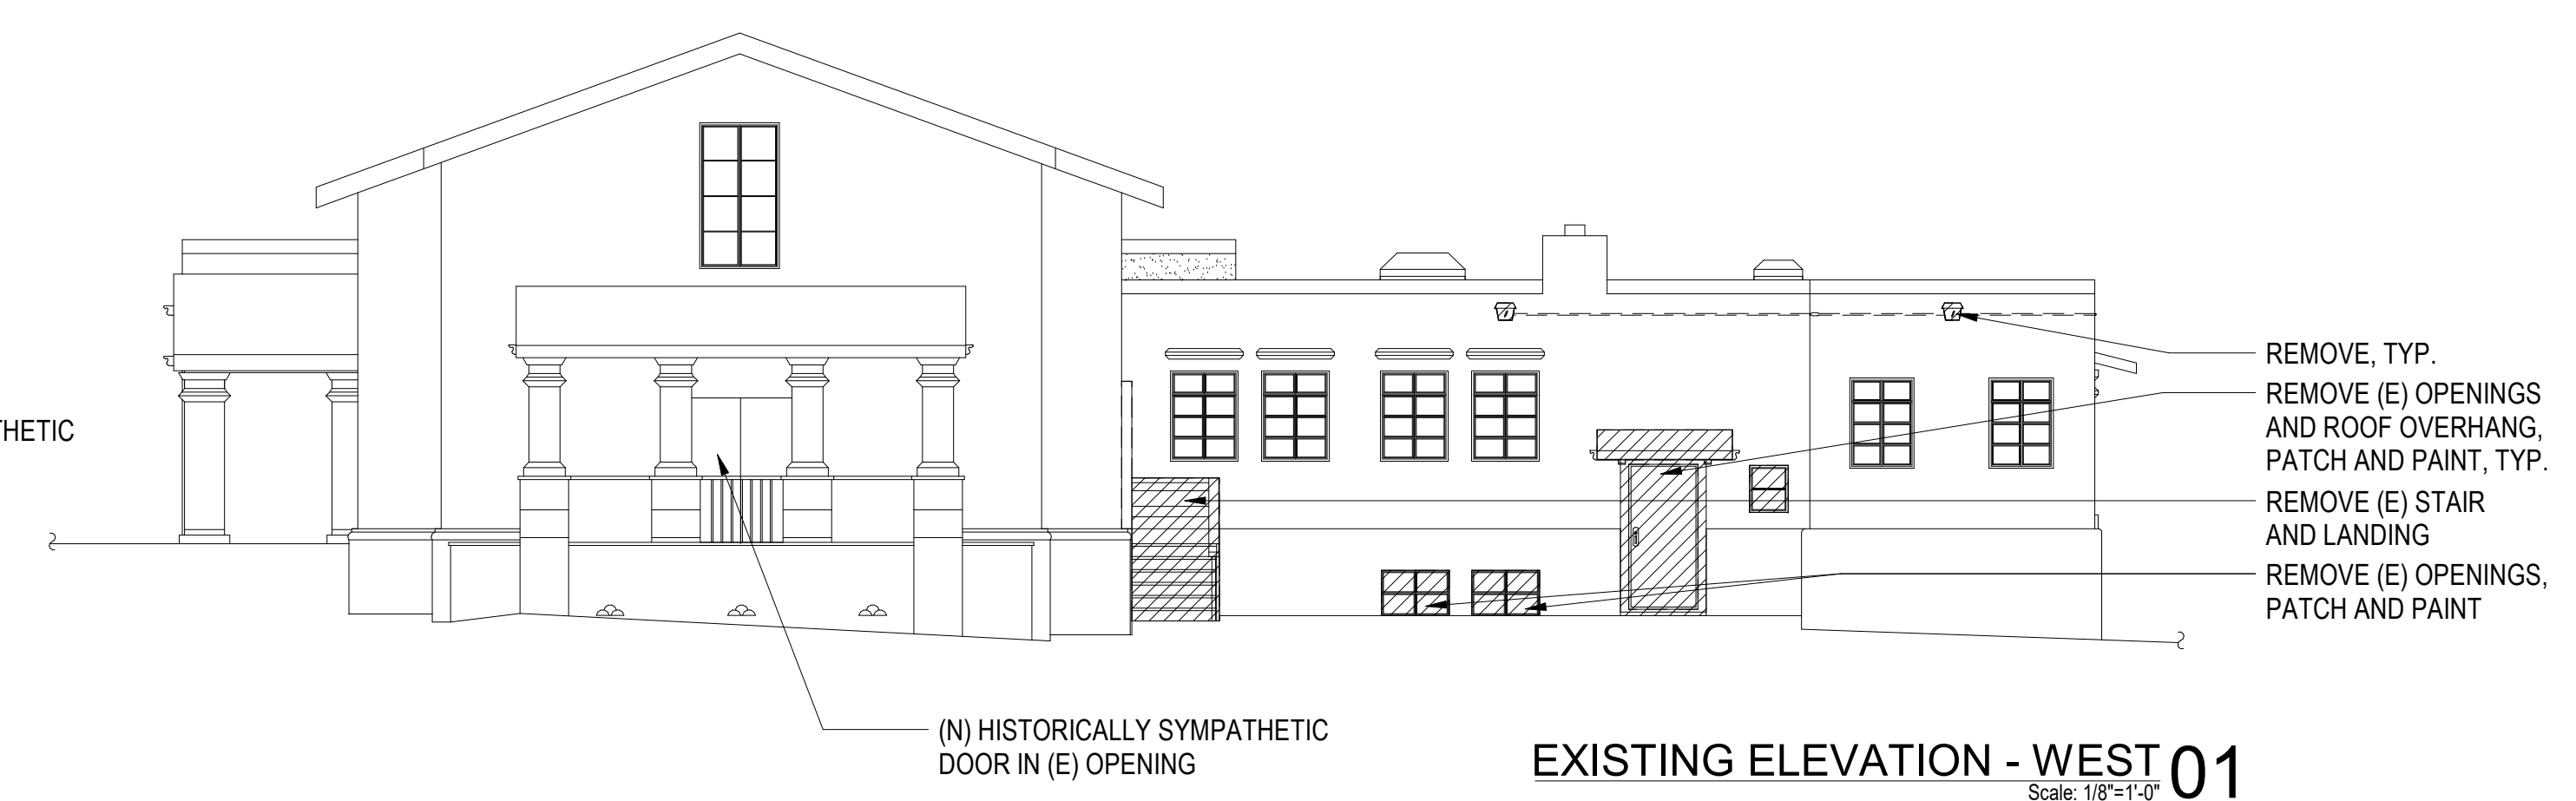 REMOVE, TYP.
REMOVE (E) OPENINGS
AND ROOF OVERHANG,
PATCH AND PAINT, TYP.
THETIC
REMOVE (E) STAIR
AND LANDING
REMOVE (E) OPENINGS,
PATCH AND PAINT
(N) HISTORICALLY SYMPATHETIC
DOOR IN (E) OPENING
EXISTING ELEVATION - WEST 01
Scale: 1/8"=1'-0"